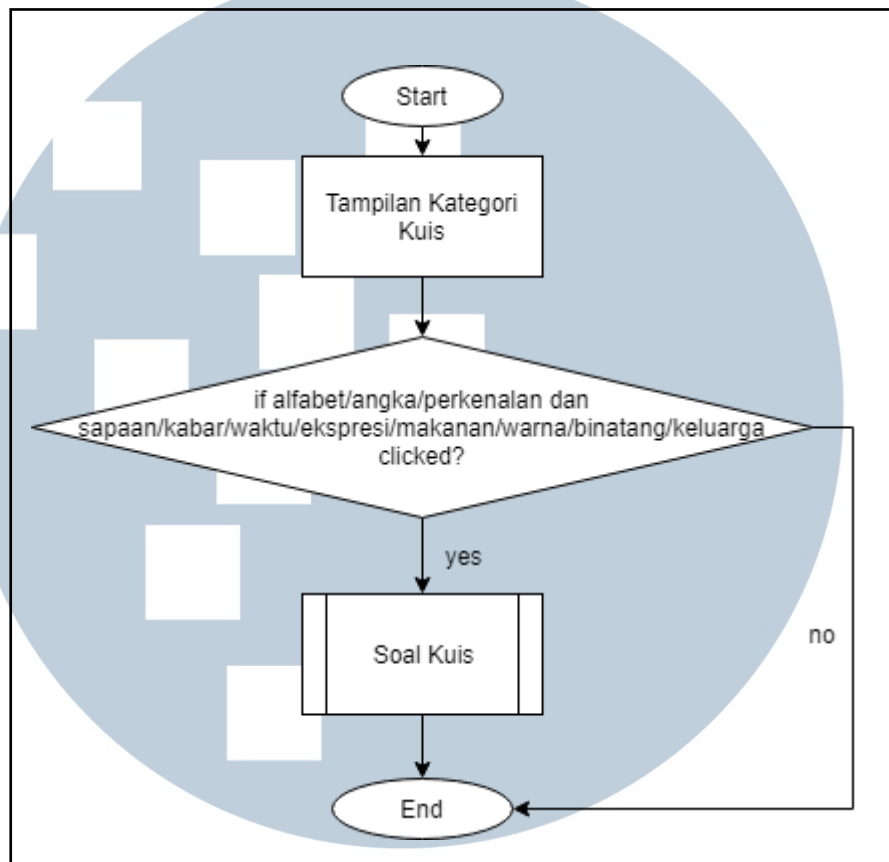 Start
Tampilan Kategori
Kuis
if alfabet/angka/perkenalan dan
sapaan/kabar/waktu/ekspresi/makanan/warna/binatang/keluarga
clicked?
yes
Soal Kuis
no
End